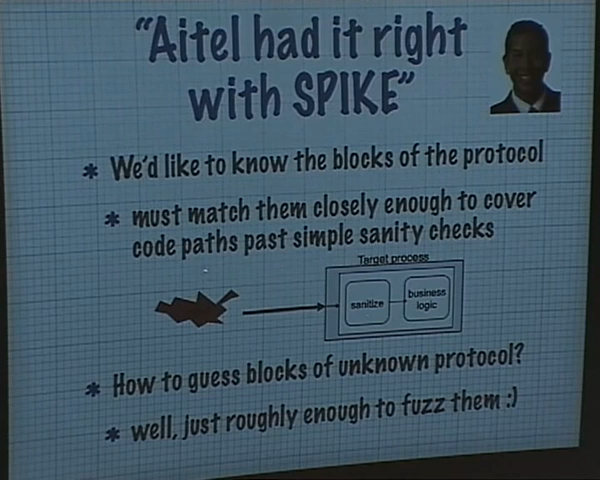 "Aitel had it right
with SPIKE"
* We'd like to know the blocks of the protocol
* must match them closely enough to cover
code paths past simple sanity checks
Target process
sanitize
business
logic
* How to guess blocks of unknown protocol?
* well, just roughly enough to fuzz them :)